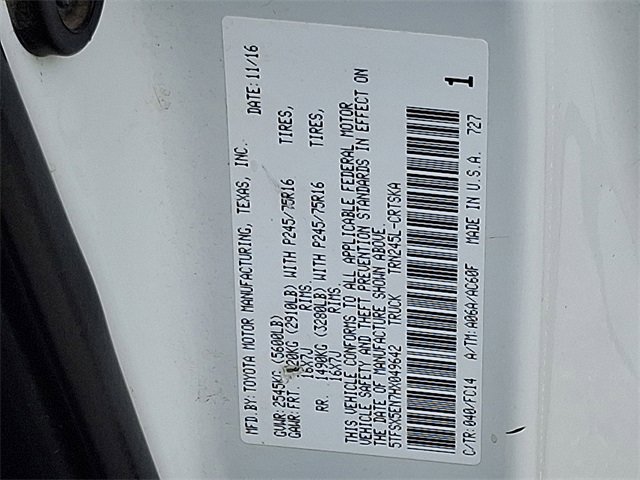 MFD.BY: TOYOTA MOTOR MANUFACTURING, TEXAS, INC. DATE: 11/16
GVWR: 2545KG (5600LB)
GAWR: FRT 1320KG (2910LB) WITH P245/75R16 TIRES,
16X7J RIMS,
RR. 1490KG (3280LB) WITH P245/75R16 TIRES,
16X7J RIMS,
THIS VEHICLE CONFORMS TO ALL APPLICABLE FEDERAL MOTOR
VEHICLE SAFETY AND THEFT PREVENTION STANDARDS IN EFFECT ON
THE DATE OF MANUFACTURE SHOWN ABOVE.
5TFSX5EN7HX049642 TRUCK TRN245L-CRTSKA
1
C/TR: 040/FC14 A/TM: A06A/AC60F MADE IN U.S.A. 727